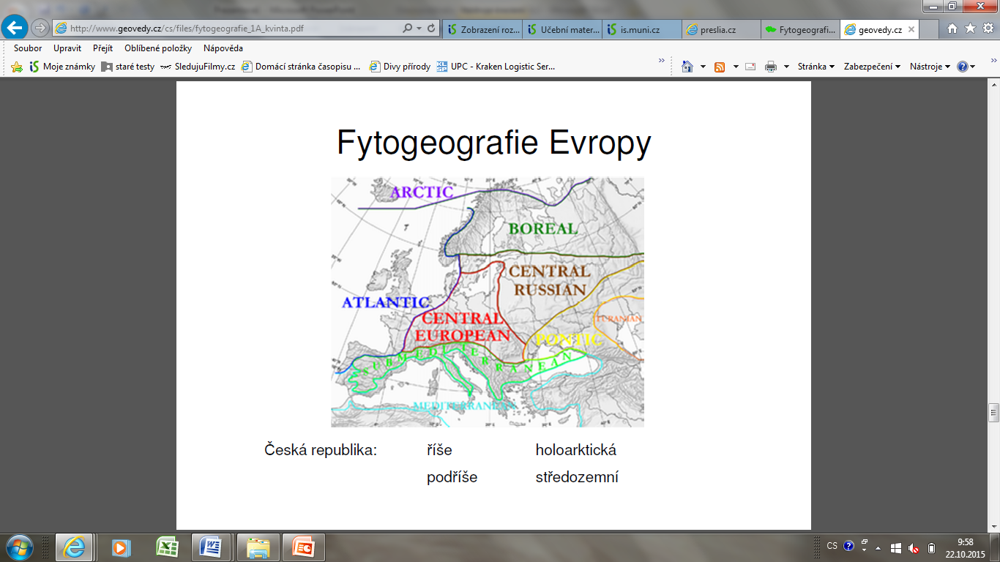 http://www.geovedy.cz/cs/files/fytogeografie_1A_kvinta.pdf
Zobrazení roz...
Učební mater...
is.muni.cz
preslia.cz
Fytogeografi...
geovedy.cz
Soubor Upravit Přejít Oblíbené položky Nápověda
Moje známky staré testy SledujFilmy.cz Domácí stránka časopisu ... Divy přírody UPC - Kraken Logistic Ser... Stránka Zabezpečení Nástroje
Fytogeografie Evropy
ARCTIC
BOREAL
CENTRAL
RUSSIAN
ATLANTIC
CENTRAL
EUROPEAN
TURANIAN
PONTIC
SUBMEDITERRANEAN
MEDITERRANEAN
Česká republika: říše holoarktická
podříše středozemní
CS
9:58
22.10.2015